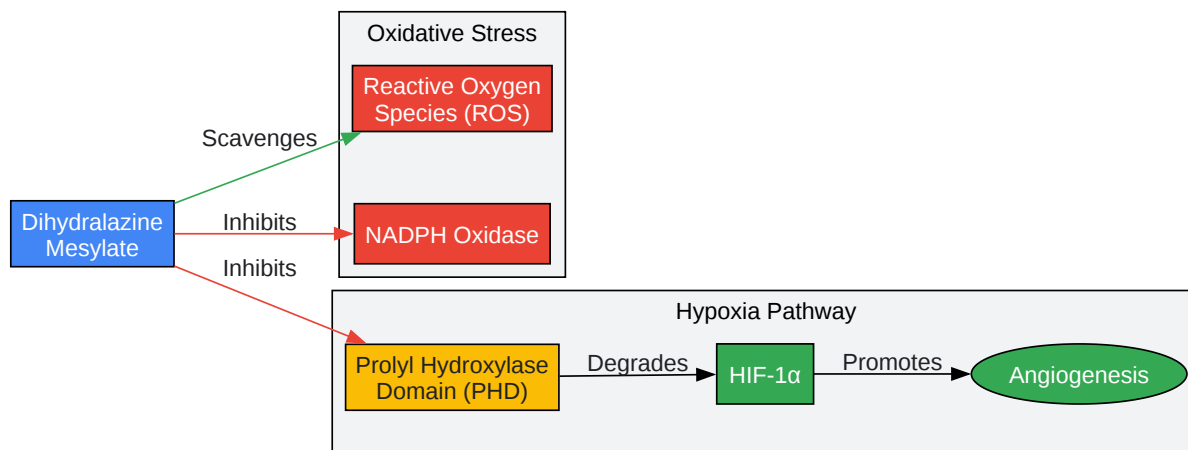 Oxidative Stress
Reactive Oxygen
Species (ROS)
Scavenges
Dihydralazine
Mesylate
Inhibits
NADPH Oxidase
Inhibits
Hypoxia Pathway
Prolyl Hydroxylase
Domain (PHD)
Degrades
HIF-1α
Promotes
Angiogenesis